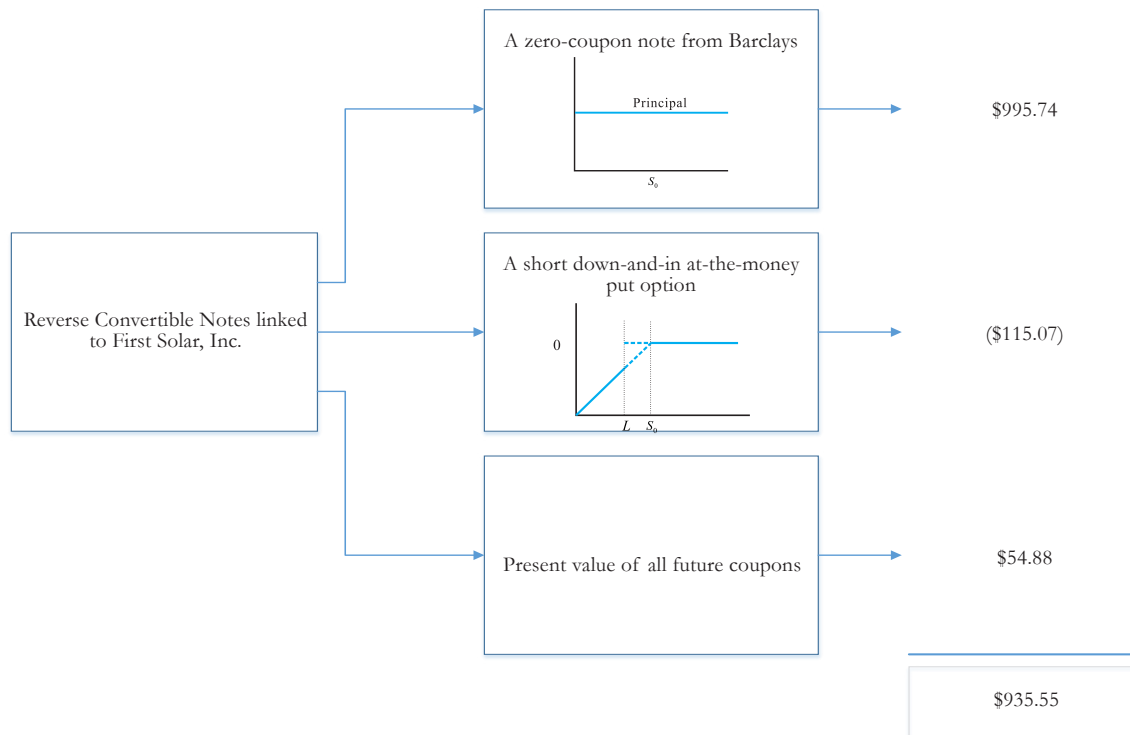 A zero-coupon note from Barclays
Principal
S₀
$995.74
Reverse Convertible Notes linked
to First Solar, Inc.
A short down-and-in at-the-money
put option
0
L S₀
($115.07)
Present value of all future coupons
$54.88
$935.55